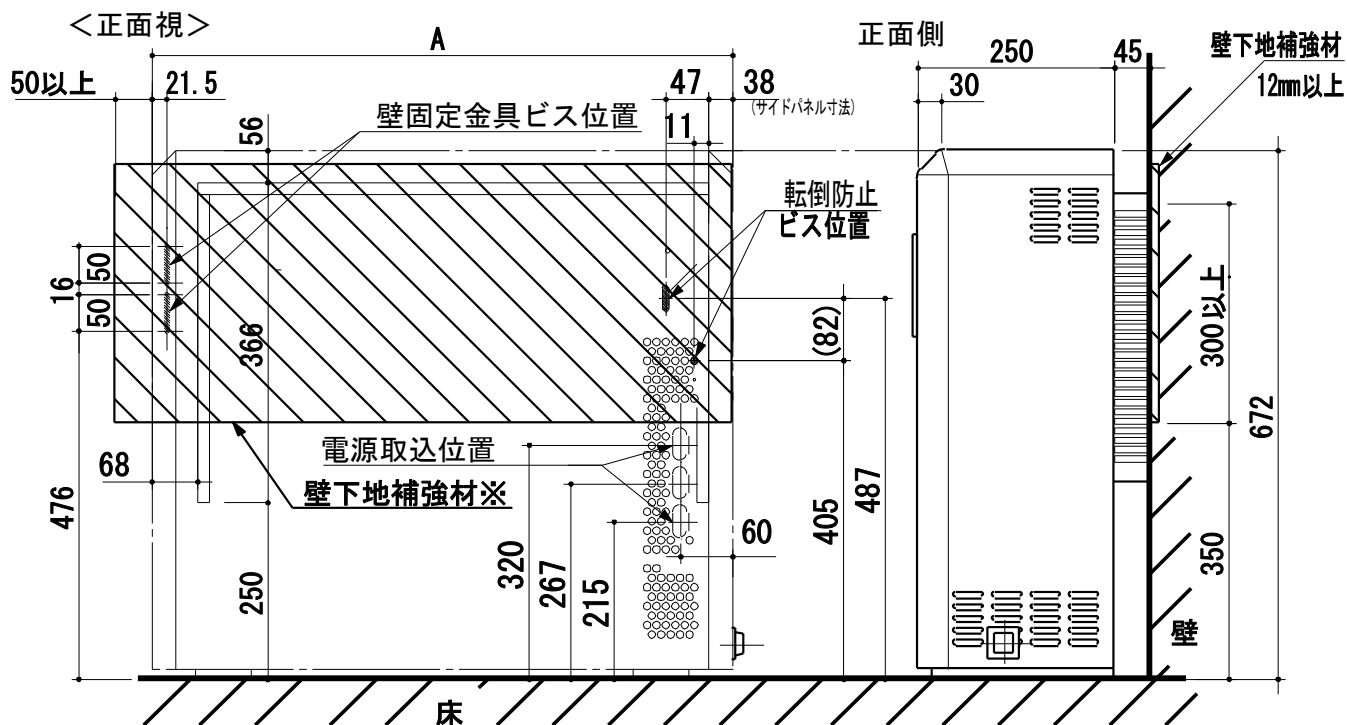 <正面視>
A
正面側
250
45
壁下地補強材
12mm以上
50以上
21.5
47
38
(サイドパネル寸法)
30
11
壁固定金具ビス位置
56
転倒防止
ビス位置
50
16
50
366
(82)
300以上
672
電源取込位置
68
壁下地補強材※
476
487
405
60
320
267
215
250
350
壁
床